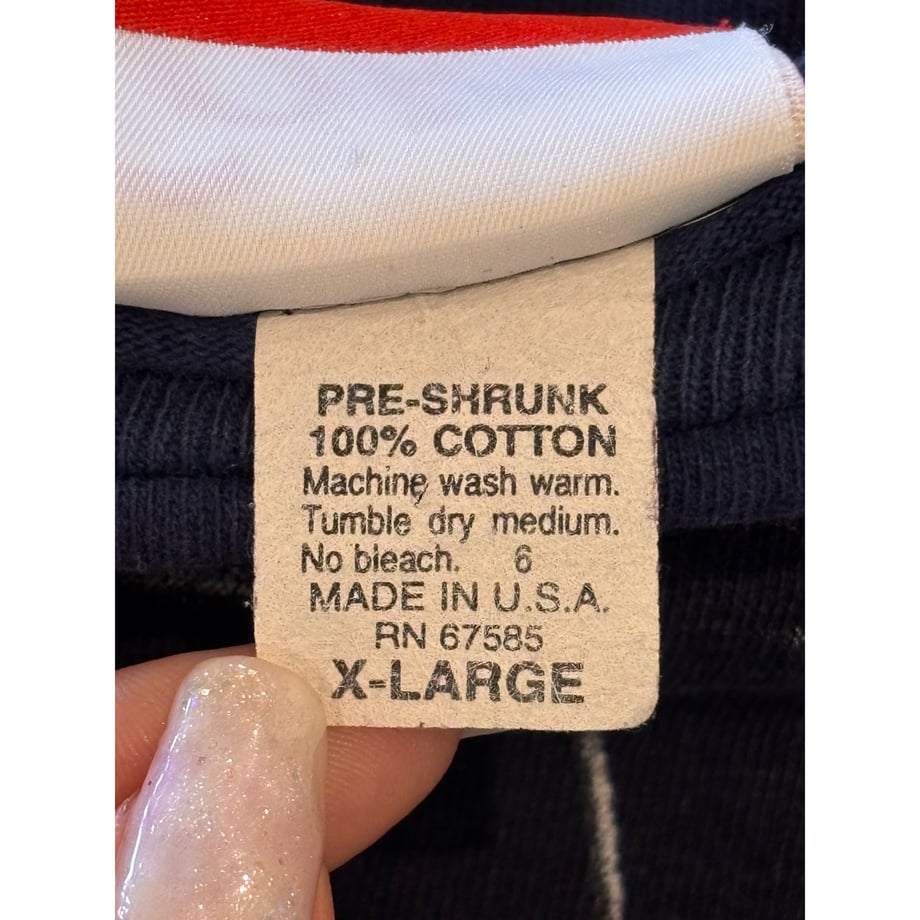 PRE-SHRUNK
100% COTTON
Machine wash warm.
Tumble dry medium.
No bleach. 6
MADE IN U.S.A.
RN 67585
X-LARGE